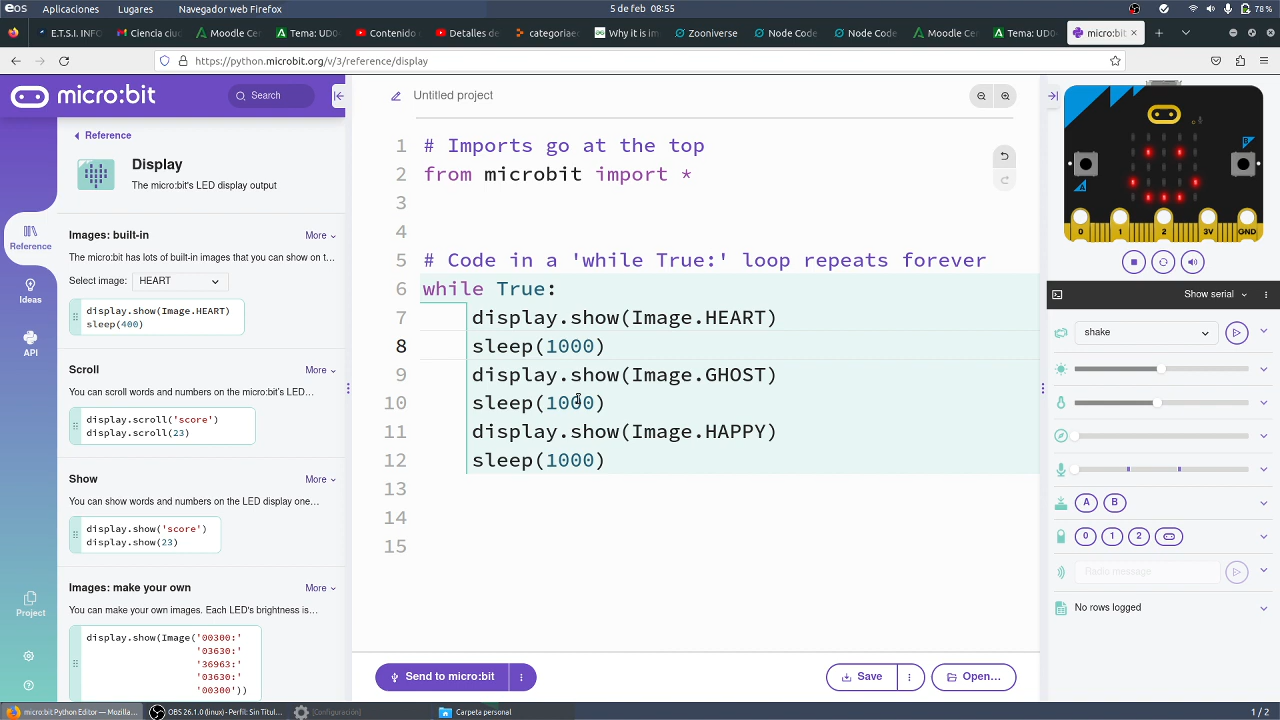 eos Aplicaciones Lugares Navegador web Firefox 5 de feb 08:55 78 %
E.T.S.I. INFO Ciencia ciud Moodle Cen Tema: UD0 Contenido Detalles de categoriae Why it is im Zooniverse Node Code Node Code Moodle Cen Tema: UD0 micro:bit
https://python.microbit.org/v/3/reference/display
micro:bit
Search
Reference
Display
The micro:bit's LED display output
Images: built-in More
The micro:bit has lots of built-in images that you can show on t...
Select image: HEART
display.show(Image.HEART)
sleep(400)
Scroll More
You can scroll words and numbers on the micro:bit's LED...
display.scroll('score')
display.scroll(23)
Show More
You can show words and numbers on the LED display one...
display.show('score')
display.show(23)
Images: make your own More
You can make your own images. Each LED's brightness is...
display.show(Image('00300:'
'03630:'
'36963:'
'03630:'
'00300'))
Reference
Ideas
API
Project
Untitled project
1 # Imports go at the top
2 from microbit import *
3
4
5 # Code in a 'while True:' loop repeats forever
6 while True:
7 display.show(Image.HEART)
8 sleep(1000)
9 display.show(Image.GHOST)
10 sleep(1000)
11 display.show(Image.HAPPY)
12 sleep(1000)
13
14
15
Send to micro:bit
Save
Open...
A
B
0 1 2 3V GND
Show serial
shake
A B
0 1 2
Radio message
No rows logged
micro:bit Python Editor — Mozilla... OBS 26.1.0 (linux) - Perfil: Sin Títul... [Configuración] Carpeta personal 1 / 2